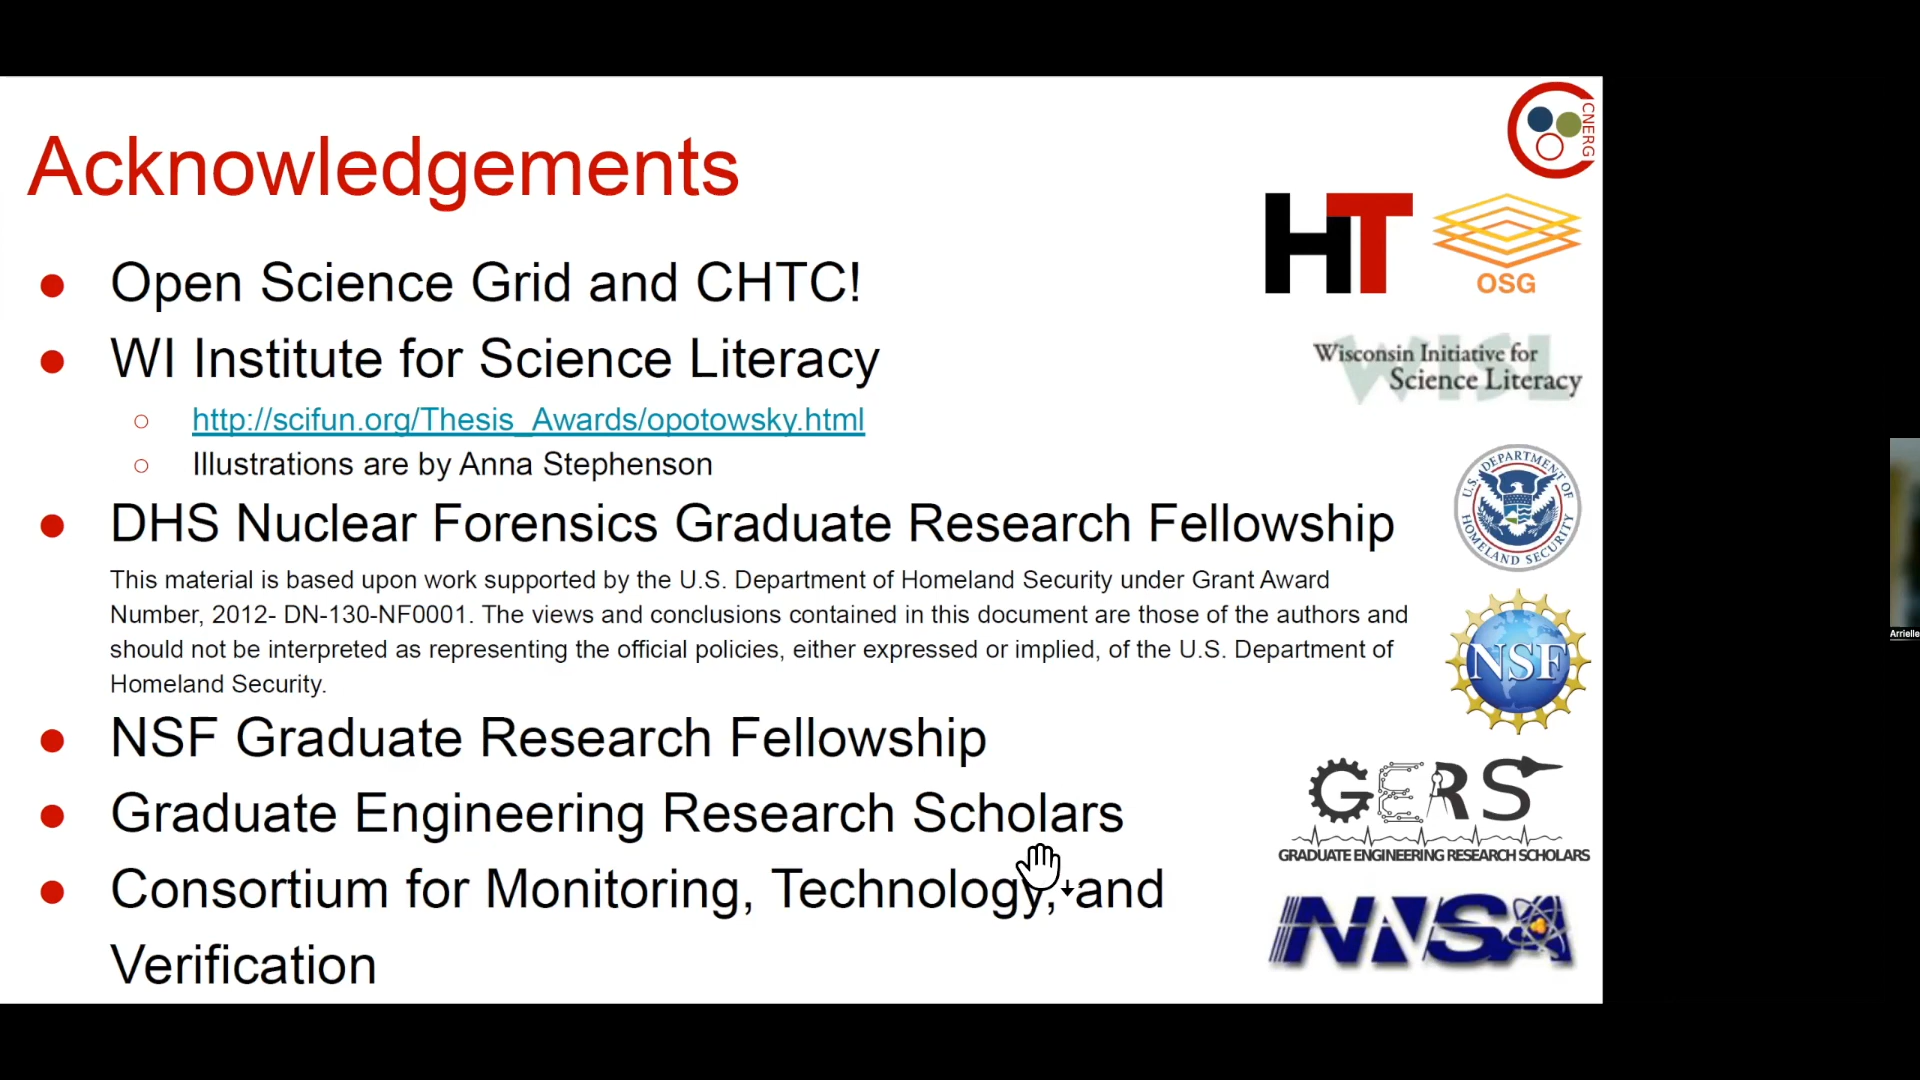 CNERG
Acknowledgements
HT
OSG
Open Science Grid and CHTC!
WI Institute for Science Literacy
WISL
Wisconsin Initiative for
Science Literacy
http://scifun.org/Thesis_Awards/opotowsky.html
Illustrations are by Anna Stephenson
U.S. DEPARTMENT OF
HOMELAND SECURITY
DHS Nuclear Forensics Graduate Research Fellowship
This material is based upon work supported by the U.S. Department of Homeland Security under Grant Award
Number, 2012- DN-130-NF0001. The views and conclusions contained in this document are those of the authors and
should not be interpreted as representing the official policies, either expressed or implied, of the U.S. Department of
Homeland Security.
NSF
Arrielle
NSF Graduate Research Fellowship
Graduate Engineering Research Scholars
GERS
GRADUATE ENGINEERING RESEARCH SCHOLARS
Consortium for Monitoring, Technology, and
Verification
NNSA